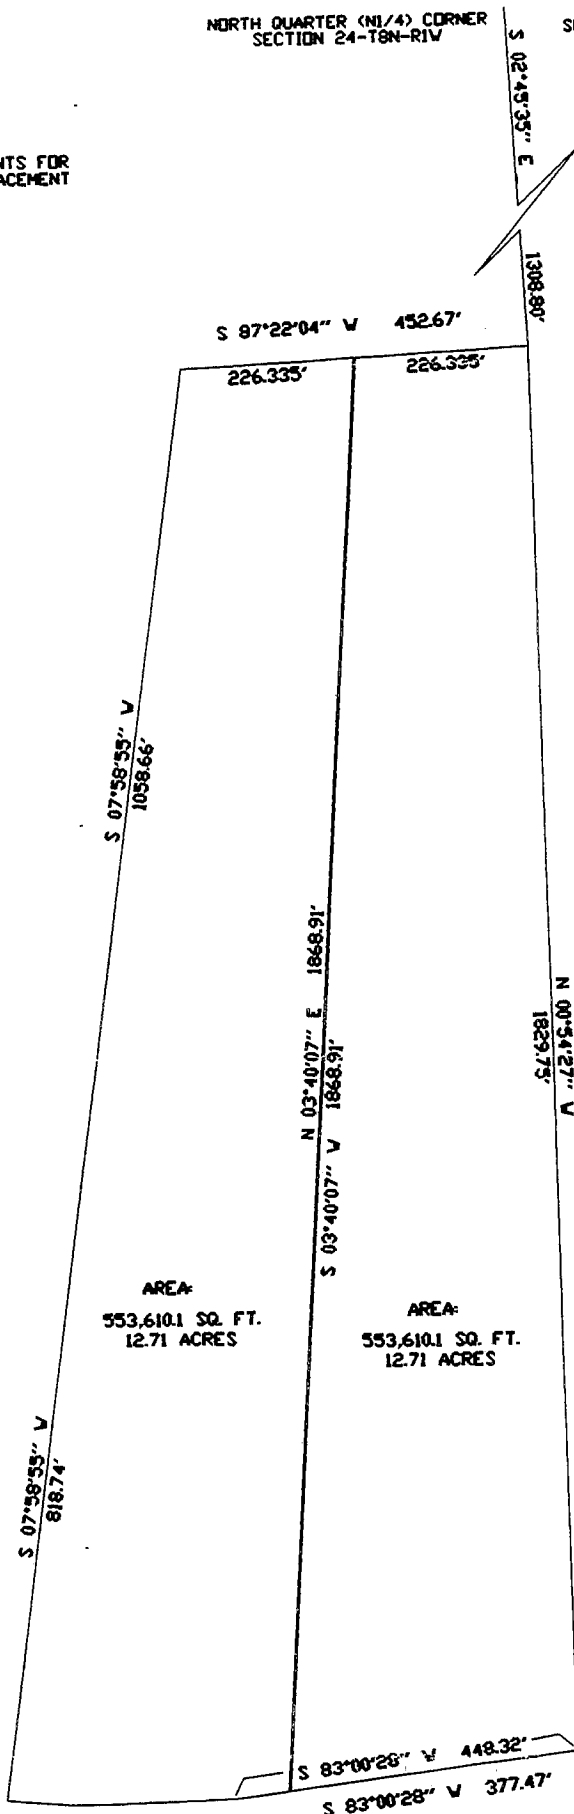 NORTH QUARTER (N1/4) CORNER
SECTION 24-T8N-R1W
S 02°45'35" E
1308.80'
NTS FOR
ACEMENT
S 87°22'04" W 452.67'
226.335'
226.335'
S 07°58'55" W
1058.66'
N 03°40'07" E 1868.91'
S 03°40'07" W 1868.91'
N 00°54'27" W
1829.75'
AREA:
553,610.1 SQ. FT.
12.71 ACRES
AREA:
553,610.1 SQ. FT.
12.71 ACRES
S 07°58'55" W
818.74'
S 83°00'28" W 448.32'
S 83°00'28" W 377.47'